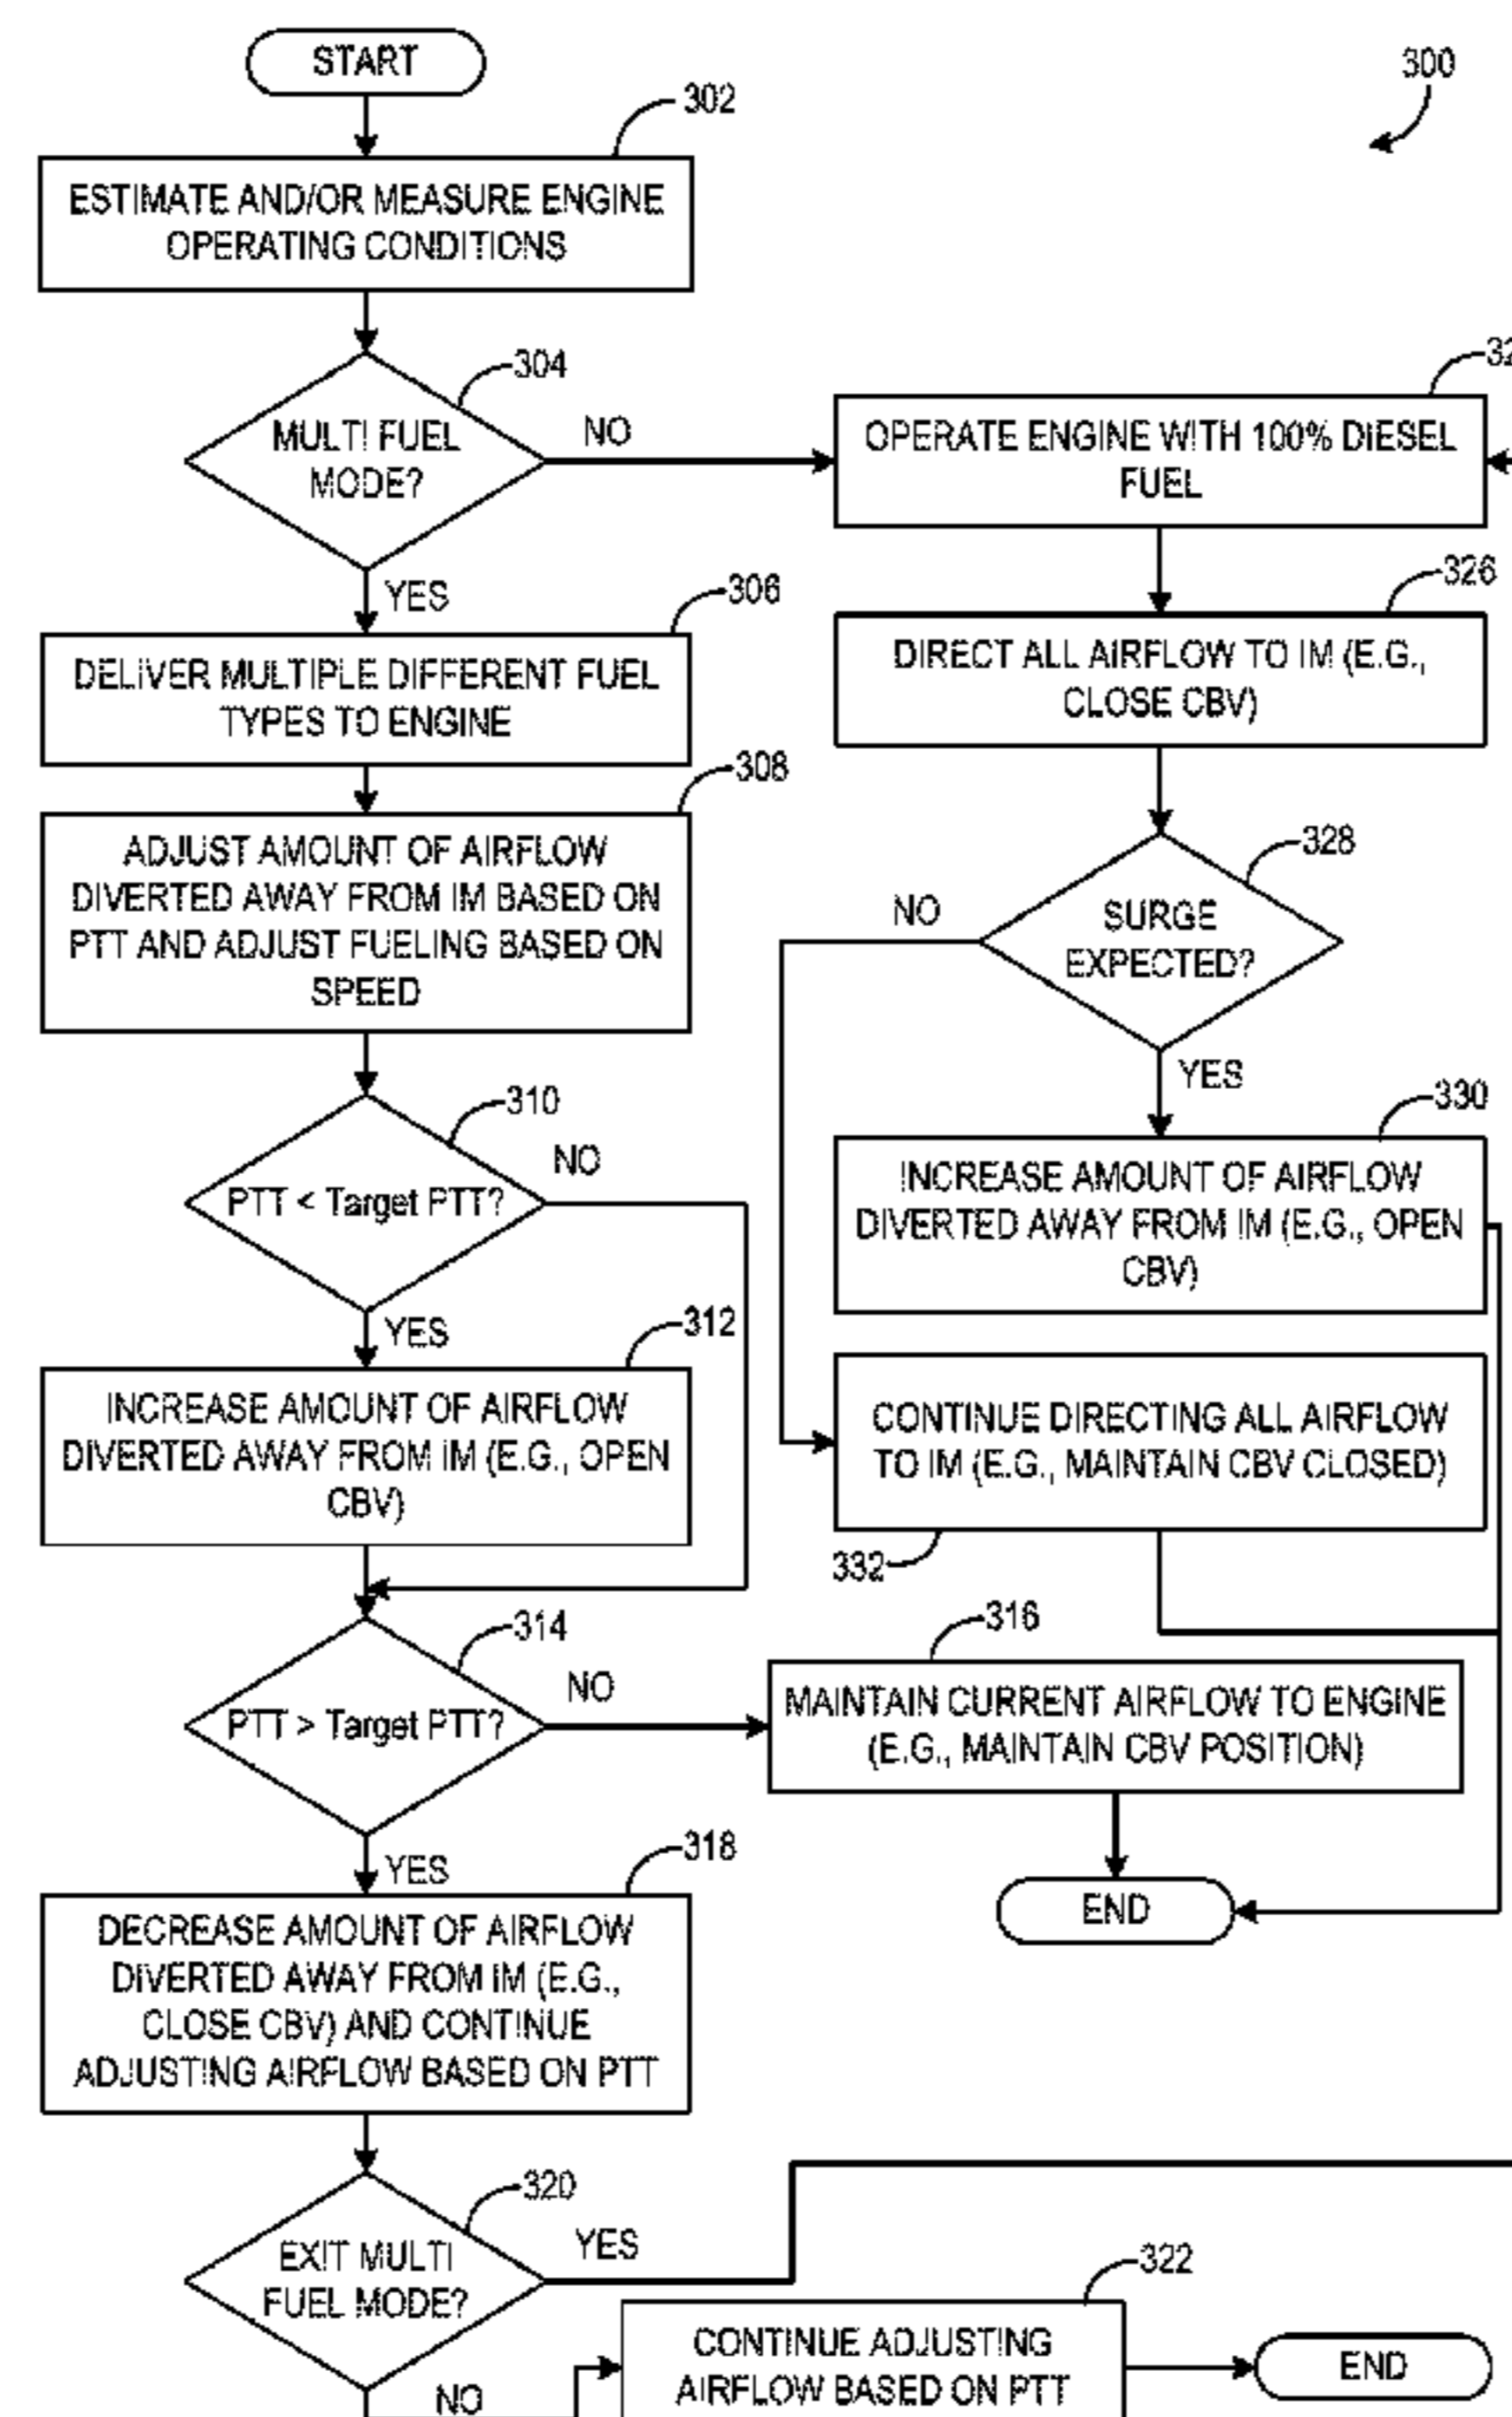 START
300
302
ESTIMATE AND/OR MEASURE ENGINE
OPERATING CONDITIONS
304
MULTI FUEL
MODE?
NO
OPERATE ENGINE WITH 100% DIESEL
FUEL
YES
306
DELIVER MULTIPLE DIFFERENT FUEL
TYPES TO ENGINE
326
DIRECT ALL AIRFLOW TO IM (E.G.,
CLOSE CBV)
308
ADJUST AMOUNT OF AIRFLOW
DIVERTED AWAY FROM IM BASED ON
PTT AND ADJUST FUELING BASED ON
SPEED
328
SURGE
EXPECTED?
NO
YES
310
PTT < Target PTT?
NO
YES
330
INCREASE AMOUNT OF AIRFLOW
DIVERTED AWAY FROM IM (E.G., OPEN
CBV)
312
INCREASE AMOUNT OF AIRFLOW
DIVERTED AWAY FROM IM (E.G., OPEN
CBV)
CONTINUE DIRECTING ALL AIRFLOW
TO IM (E.G., MAINTAIN CBV CLOSED)
332
314
PTT > Target PTT?
NO
316
MAINTAIN CURRENT AIRFLOW TO ENGINE
(E.G., MAINTAIN CBV POSITION)
END
YES
318
DECREASE AMOUNT OF AIRFLOW
DIVERTED AWAY FROM IM (E.G.,
CLOSE CBV) AND CONTINUE
ADJUSTING AIRFLOW BASED ON PTT
320
EXIT MULTI
FUEL MODE?
YES
NO
322
CONTINUE ADJUSTING
AIRFLOW BASED ON PTT
END